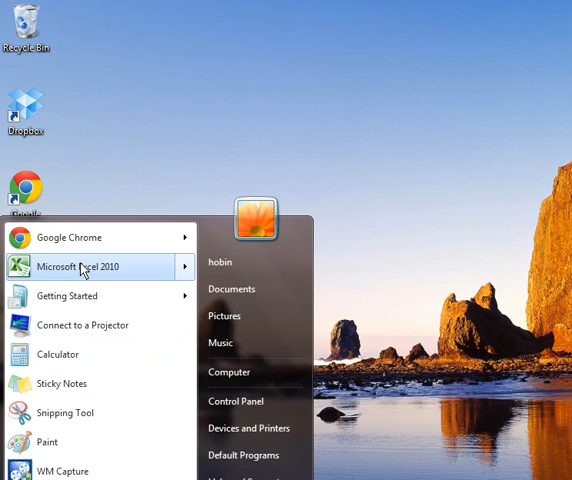 Recycle Bin
Dropbox
Google
Google Chrome
Microsoft Excel 2010
Getting Started
Connect to a Projector
Calculator
Sticky Notes
Snipping Tool
Paint
WM Capture
hobin
Documents
Pictures
Music
Computer
Control Panel
Devices and Printers
Default Programs